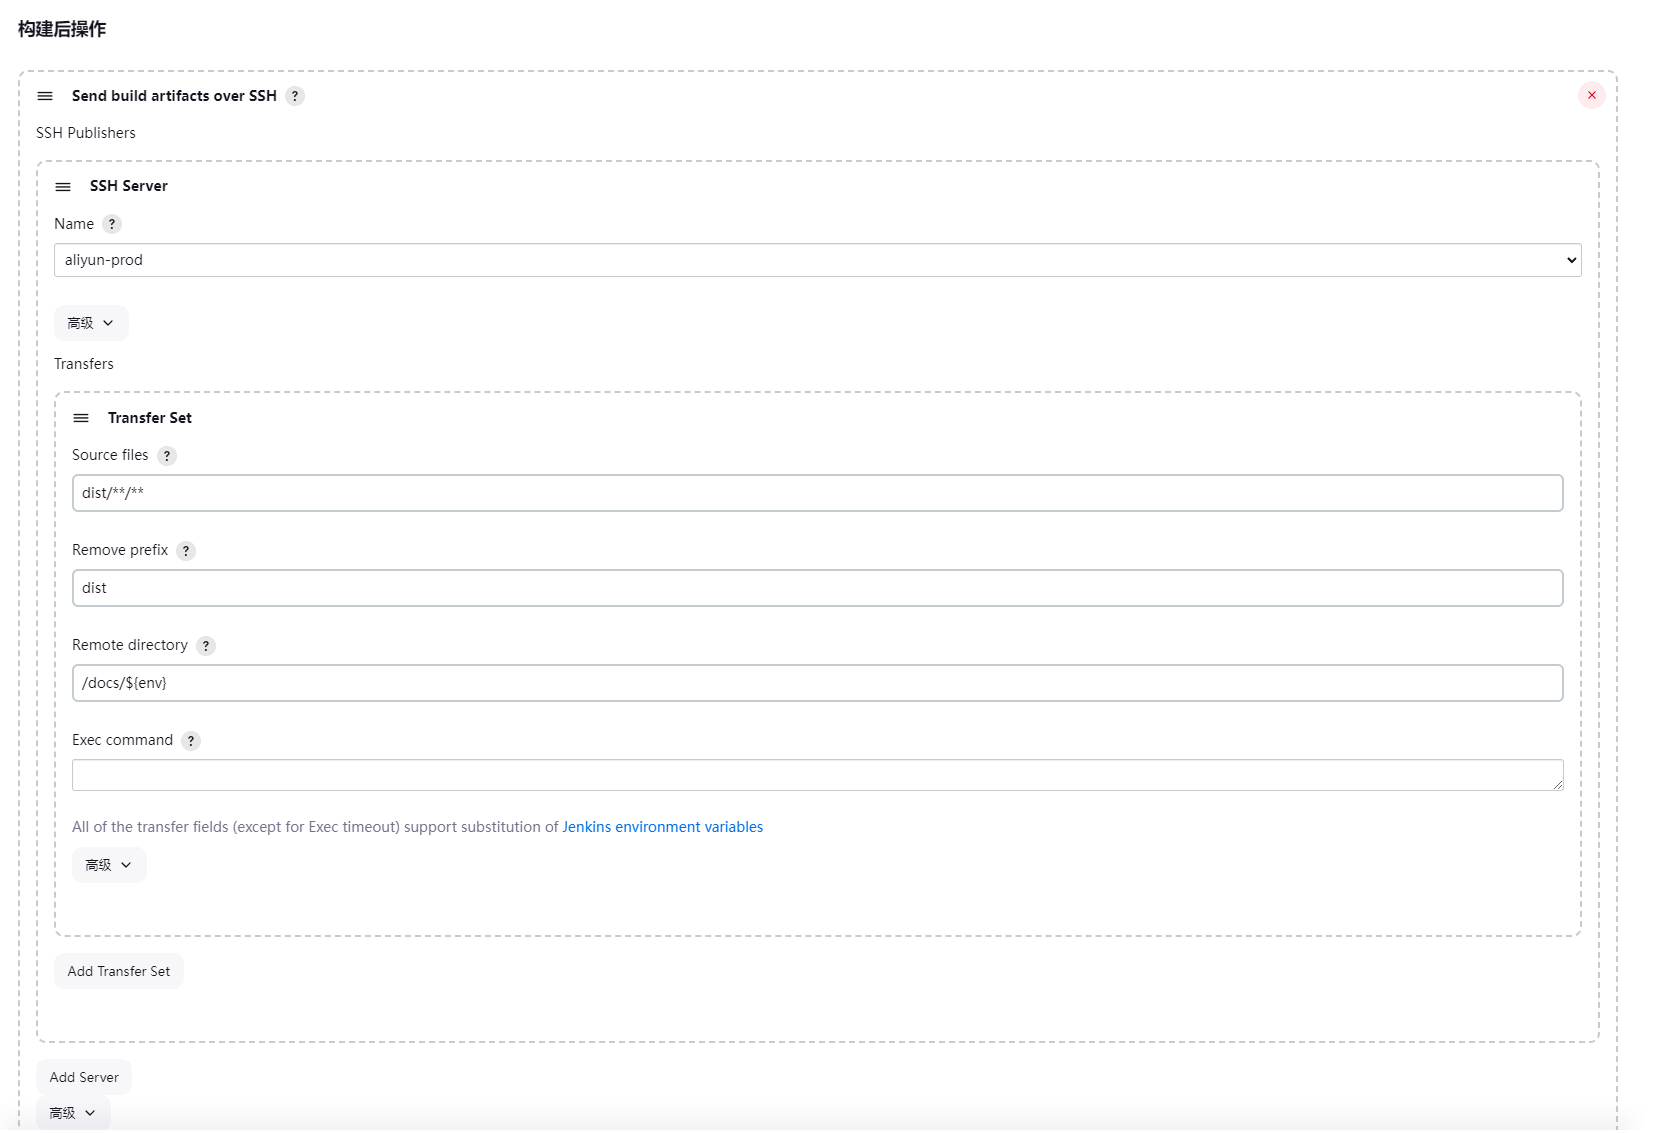 构建后操作
Send build artifacts over SSH ?
SSH Publishers
SSH Server
Name ?
aliyun-prod
高级
Transfers
Transfer Set
Source files ?
dist/**/**
Remove prefix ?
dist
Remote directory ?
/docs/${env}
Exec command ?
All of the transfer fields (except for Exec timeout) support substitution of Jenkins environment variables
高级
Add Transfer Set
Add Server
高级